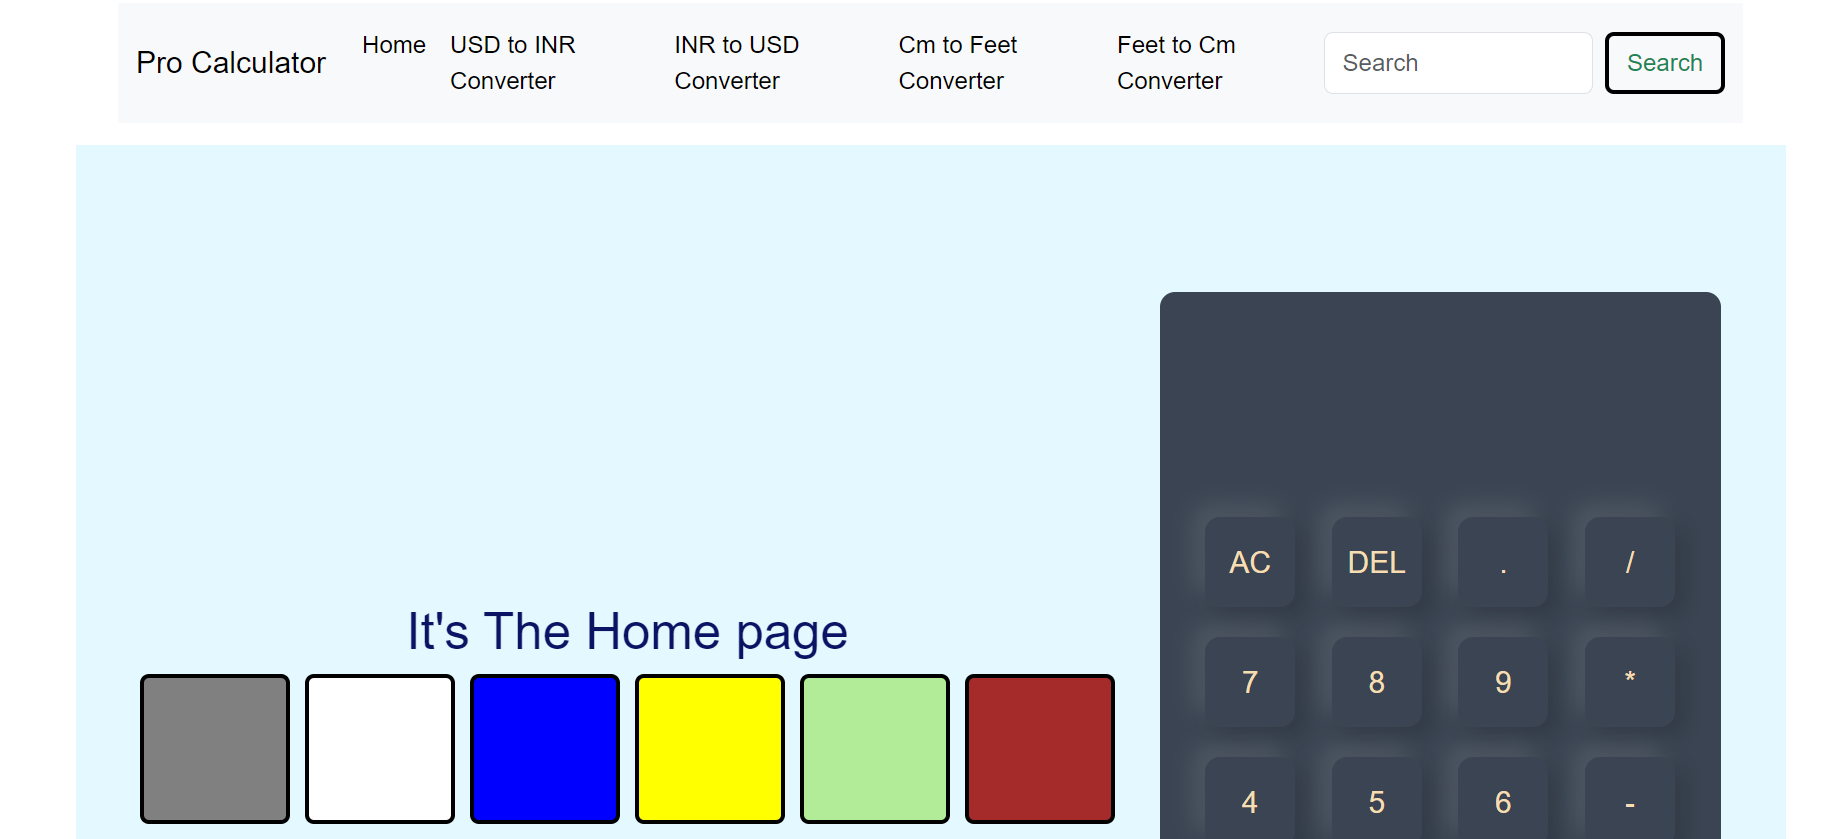 Pro Calculator
Home
USD to INR
Converter
INR to USD
Converter
Cm to Feet
Converter
Feet to Cm
Converter
Search
Search
It's The Home page
AC DEL . /
7 8 9 *
4 5 6 -